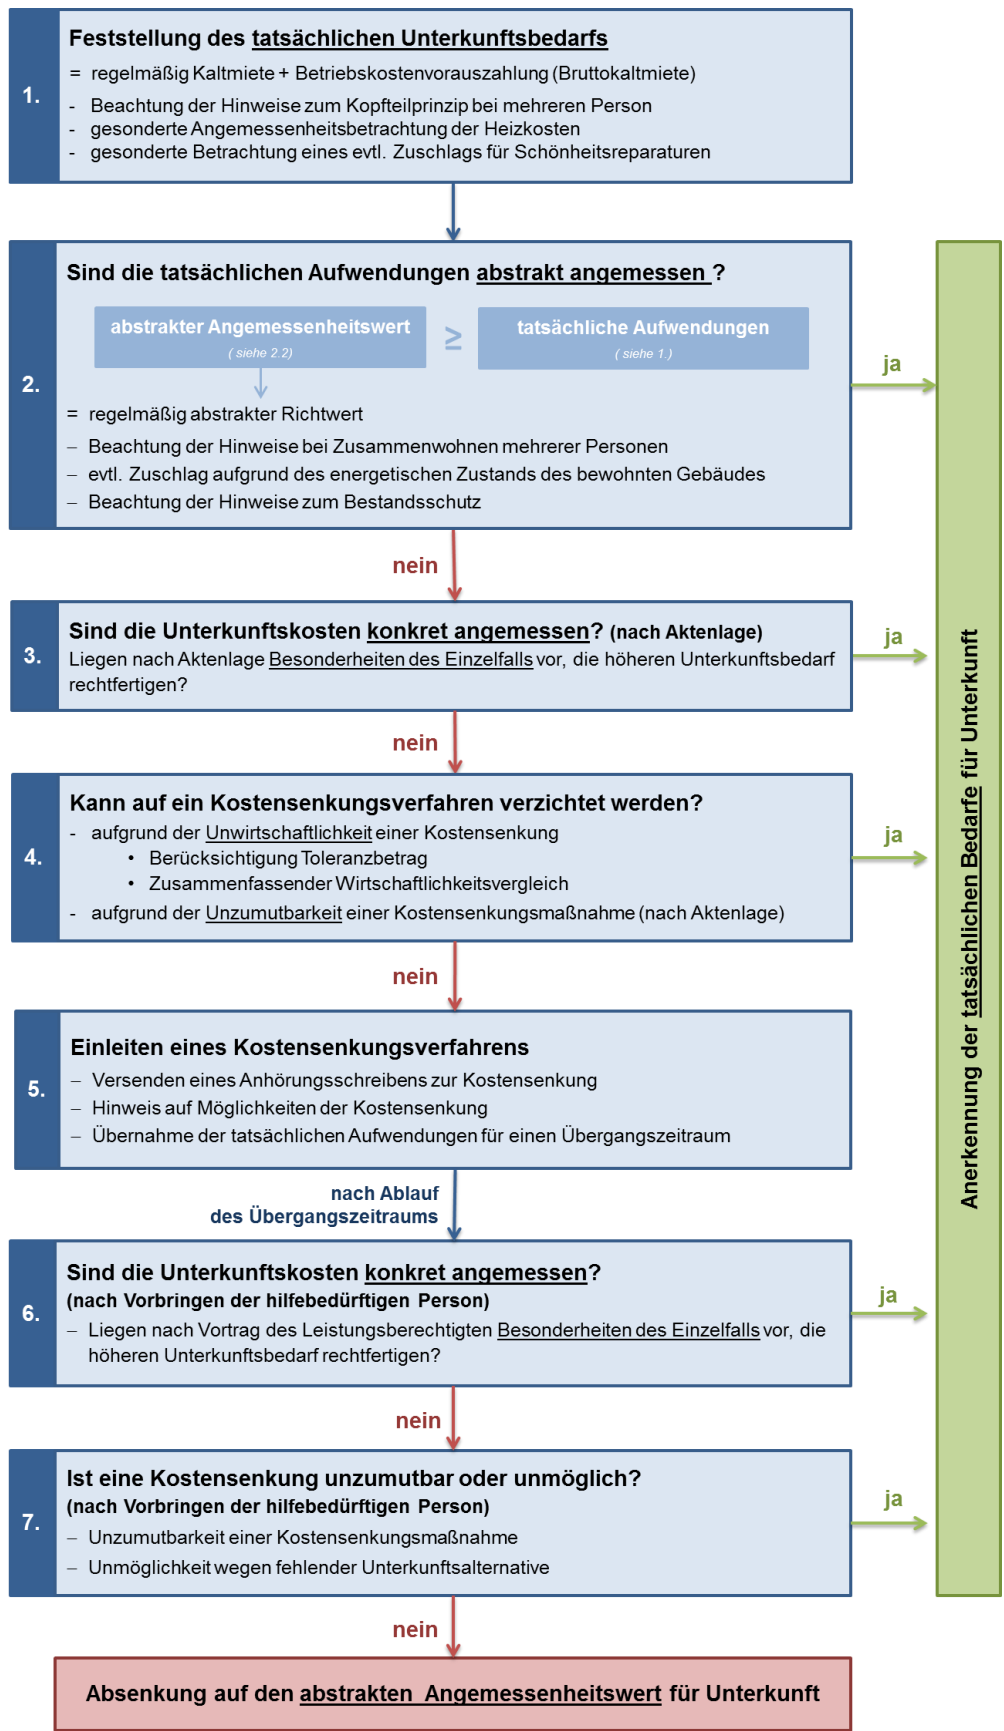 1.
Feststellung des tatsächlichen Unterkunftsbedarfs
= regelmäßig Kaltmiete + Betriebskostenvorauszahlung (Bruttokaltmiete)
- Beachtung der Hinweise zum Kopfteilprinzip bei mehreren Person
- gesonderte Angemessenheitsbetrachtung der Heizkosten
- gesonderte Betrachtung eines evtl. Zuschlags für Schönheitsreparaturen
2.
Sind die tatsächlichen Aufwendungen abstrakt angemessen ?
abstrakter Angemessenheitswert
( siehe 2.2)
≥
tatsächliche Aufwendungen
( siehe 1.)
= regelmäßig abstrakter Richtwert
– Beachtung der Hinweise bei Zusammenwohnen mehrerer Personen
– evtl. Zuschlag aufgrund des energetischen Zustands des bewohnten Gebäudes
– Beachtung der Hinweise zum Bestandsschutz
ja
nein
3.
Sind die Unterkunftskosten konkret angemessen? (nach Aktenlage)
Liegen nach Aktenlage Besonderheiten des Einzelfalls vor, die höheren Unterkunftsbedarf
rechtfertigen?
ja
nein
4.
Kann auf ein Kostensenkungsverfahren verzichtet werden?
- aufgrund der Unwirtschaftlichkeit einer Kostensenkung
• Berücksichtigung Toleranzbetrag
• Zusammenfassender Wirtschaftlichkeitsvergleich
- aufgrund der Unzumutbarkeit einer Kostensenkungsmaßnahme (nach Aktenlage)
ja
nein
5.
Einleiten eines Kostensenkungsverfahrens
– Versenden eines Anhörungsschreibens zur Kostensenkung
– Hinweis auf Möglichkeiten der Kostensenkung
– Übernahme der tatsächlichen Aufwendungen für einen Übergangszeitraum
nach Ablauf
des Übergangszeitraums
6.
Sind die Unterkunftskosten konkret angemessen?
(nach Vorbringen der hilfebedürftigen Person)
– Liegen nach Vortrag des Leistungsberechtigten Besonderheiten des Einzelfalls vor, die
höheren Unterkunftsbedarf rechtfertigen?
ja
nein
7.
Ist eine Kostensenkung unzumutbar oder unmöglich?
(nach Vorbringen der hilfebedürftigen Person)
– Unzumutbarkeit einer Kostensenkungsmaßnahme
– Unmöglichkeit wegen fehlender Unterkunftsalternative
ja
nein
Anerkennung der tatsächlichen Bedarfe für Unterkunft
Absenkung auf den abstrakten Angemessenheitswert für Unterkunft